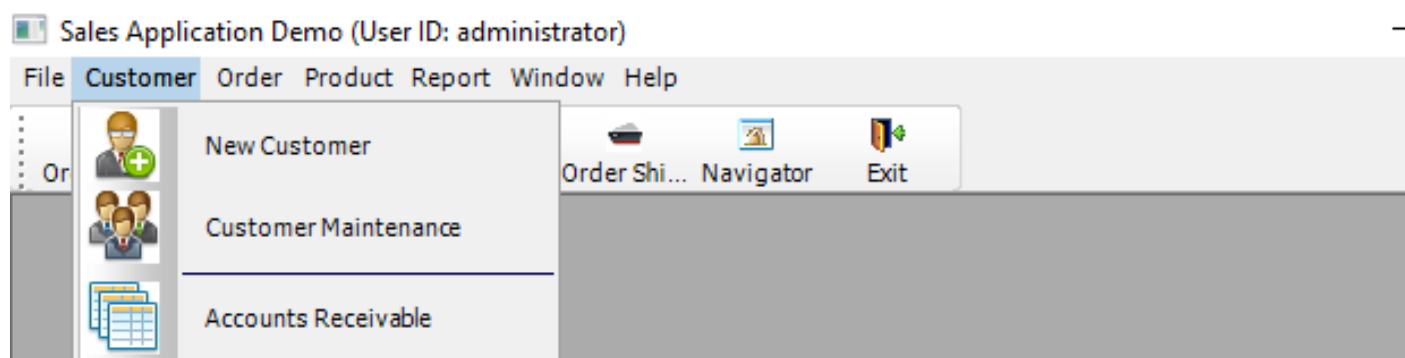 Sales Application Demo (User ID: administrator)
File Customer Order Product Report Window Help
New Customer
Or
Order Shi... Navigator Exit
Customer Maintenance
Accounts Receivable